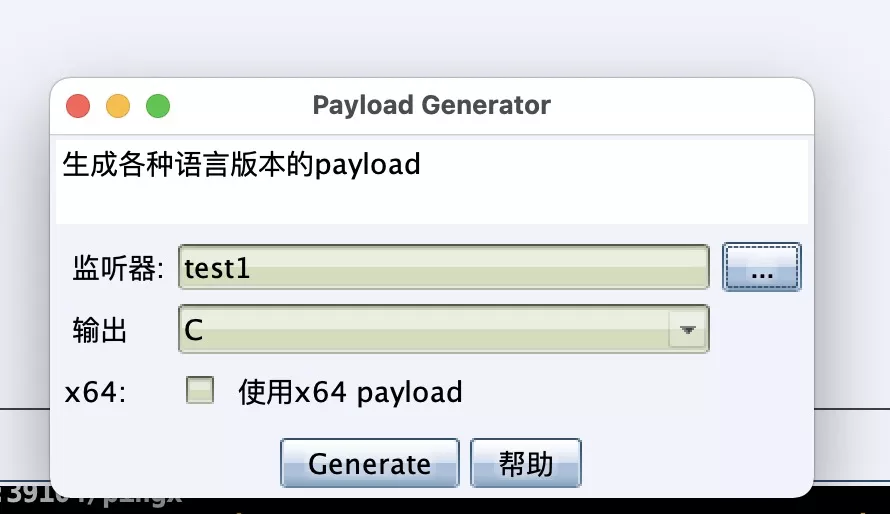 Payload Generator
生成各种语言版本的payload
监听器: test1 ...
输出 C
x64: 使用x64 payload
Generate 帮助